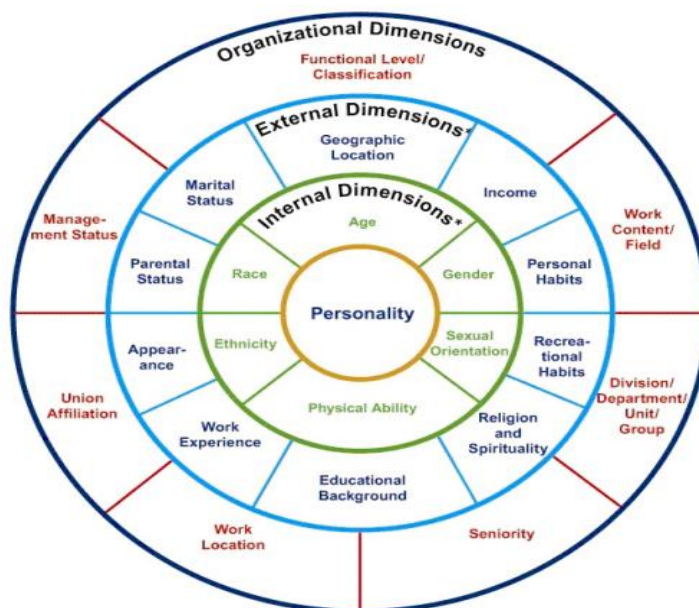 Organizational Dimensions
Functional Level/
Classification
External Dimensions*
Geographic
Location
Marital
Status
Income
Internal Dimensions*
Age
Manage-
ment Status
Work
Content/
Field
Parental
Status
Race
Gender
Personal
Habits
Personality
Appear-
ance
Ethnicity
Sexual
Orientation
Recrea-
tional
Habits
Union
Affiliation
Division/
Department/
Unit/
Group
Physical Ability
Work
Experience
Religion
and
Spirituality
Educational
Background
Work
Location
Seniority